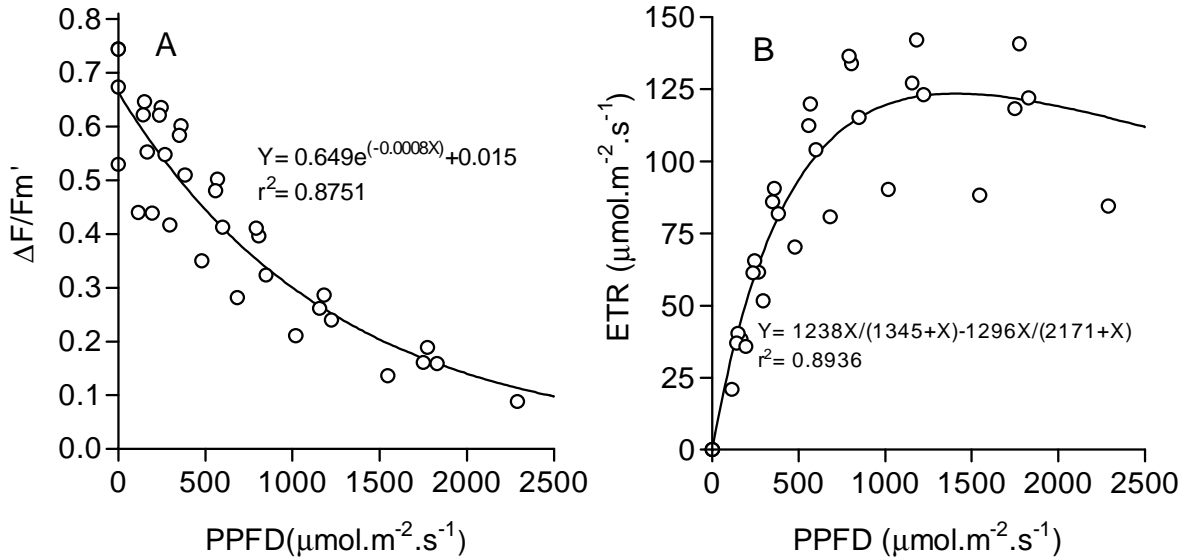 A
0.8
0.7
0.6
0.5
0.4
0.3
0.2
0.1
0.0
ΔF/Fm'
Y= 0.649e^(-0.0008X)+0.015
r²= 0.8751
0 500 1000 1500 2000 2500
PPFD(μmol.m⁻².s⁻¹)
B
150
125
100
75
50
25
0
ETR (μmol.m⁻².s⁻¹)
Y= 1238X/(1345+X)-1296X/(2171+X)
r²= 0.8936
0 500 1000 1500 2000 2500
PPFD (μmol.m⁻².s⁻¹)